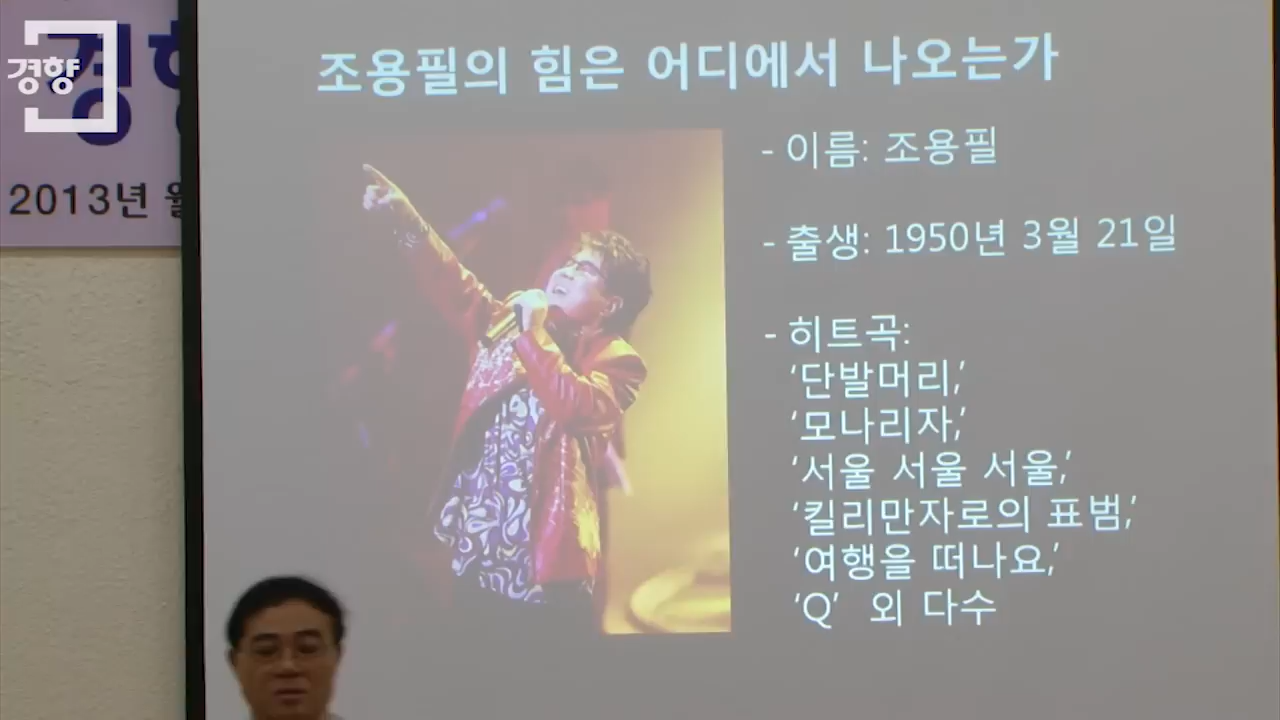 경향
경향
2013년 월
조용필의 힘은 어디에서 나오는가
- 이름: 조용필
- 출생: 1950년 3월 21일
- 히트곡:
‘단발머리,’
‘모나리자,’
‘서울 서울 서울,’
‘킬리만자로의 표범,’
‘여행을 떠나요,’
‘Q’ 외 다수